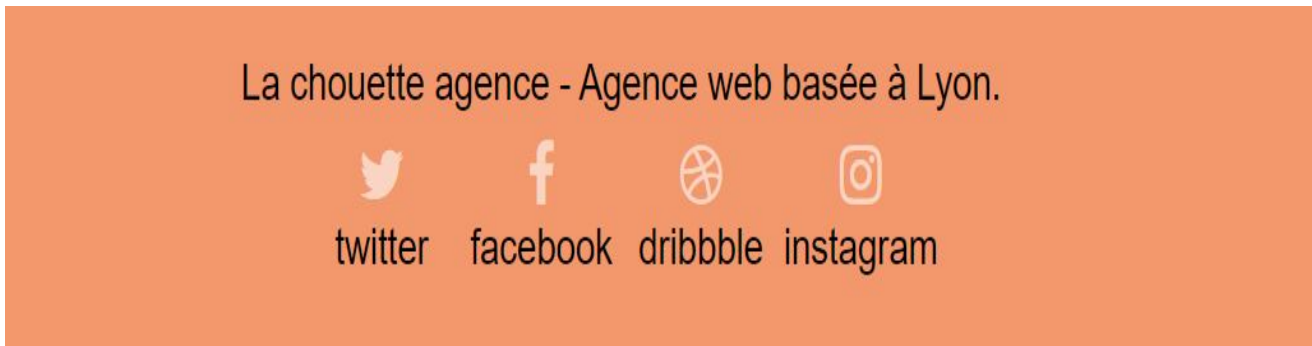 La chouette agence - Agence web basée à Lyon.
twitter facebook dribbble instagram